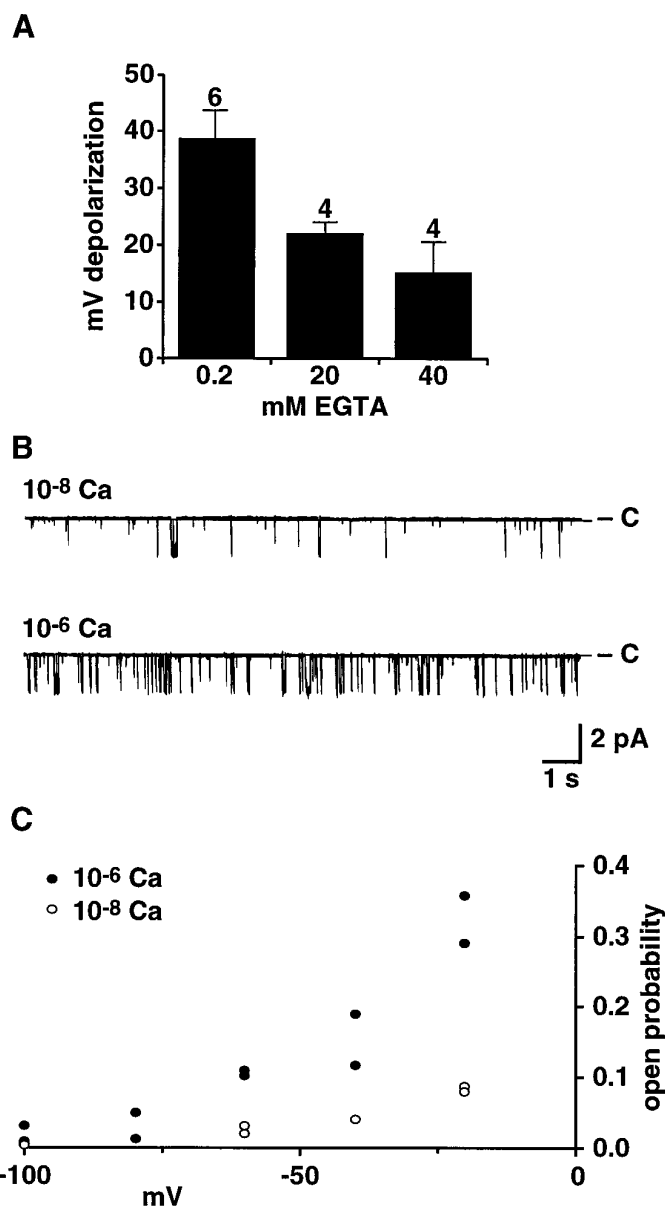 A
50
40
30
20
10
0
mV depolarization
6
4
4
0.2 20 40
mM EGTA
B
10-8 Ca
C
10-6 Ca
C
2 pA
1 s
C
10-6 Ca
10-8 Ca
0.4
0.3
0.2
0.1
0.0
open probability
-100 -50 0
mV